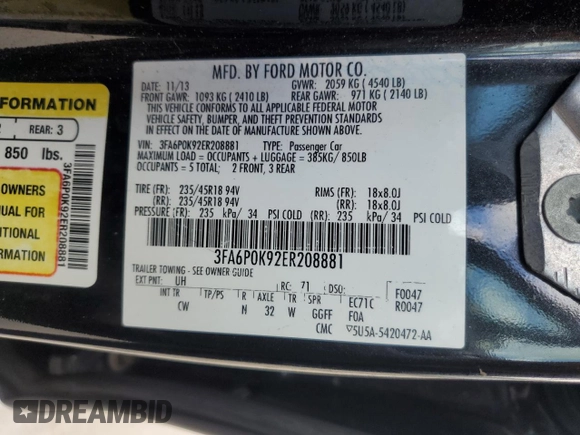 MFD. BY FORD MOTOR CO.
DATE: 11/13 GVWR: 2059 KG (4540 LB)
FRONT GAWR: 1093 KG (2410 LB) REAR GAWR: 971 KG (2140 LB)
THIS VEHICLE CONFORMS TO ALL APPLICABLE FEDERAL MOTOR
VEHICLE SAFETY, BUMPER, AND THEFT PREVENTION STANDARDS
IN EFFECT ON THE DATE OF MANUFACTURE SHOWN ABOVE.
VIN: 3FA6P0K92ER208881 TYPE: Passenger Car
MAXIMUM LOAD = OCCUPANTS + LUGGAGE = 385KG/850LB
OCCUPANTS = 5 TOTAL; 2 FRONT, 3 REAR
TIRE (FR): 235/45R18 94V RIMS (FR): 18x8.0J
(RR): 235/45R18 94V (RR): 18x8.0J
PRESSURE (FR): 235 kPa/ 34 PSI COLD (RR): 235 kPa/ 34 PSI COLD
3FA6P0K92ER208881
TRAILER TOWING - SEE OWNER GUIDE
EXT PNT: UH RC: 71 DSO: F0047
INT TR TP/PS R AXLE TR SPR EC71C R0047
CW N 32 W GGFF FOA
CMC 5U5A-5420472-AA
FORMATION
REAR: 3
850 lbs.
OWNERS
NUAL FOR
ITIONAL
RMATION
3FA6P0K92ER208881
DREAMBID